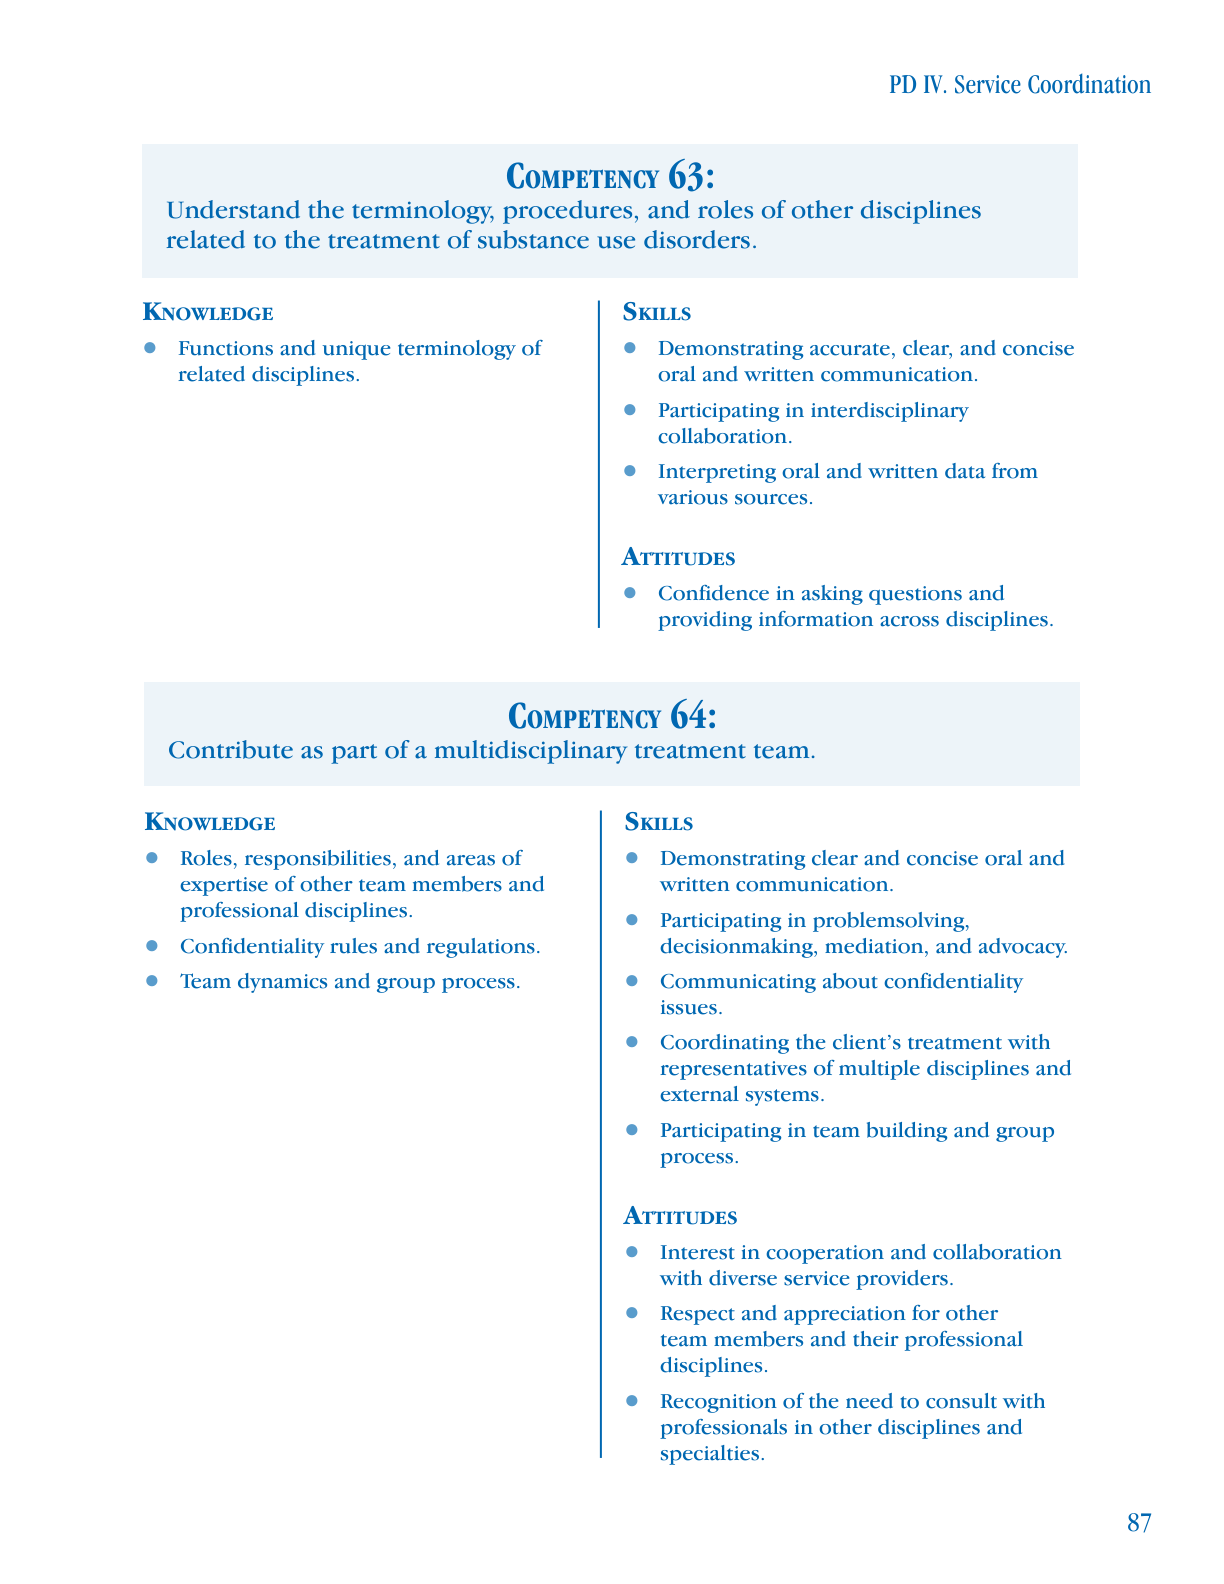 PD IV. Service Coordination
Competency 63:
Understand the terminology, procedures, and roles of other disciplines
related to the treatment of substance use disorders.
Knowledge
● Functions and unique terminology of
related disciplines.
Skills
● Demonstrating accurate, clear, and concise
oral and written communication.
● Participating in interdisciplinary
collaboration.
● Interpreting oral and written data from
various sources.
Attitudes
● Confidence in asking questions and
providing information across disciplines.
Competency 64:
Contribute as part of a multidisciplinary treatment team.
Knowledge
● Roles, responsibilities, and areas of
expertise of other team members and
professional disciplines.
● Confidentiality rules and regulations.
● Team dynamics and group process.
Skills
● Demonstrating clear and concise oral and
written communication.
● Participating in problemsolving,
decisionmaking, mediation, and advocacy.
● Communicating about confidentiality
issues.
● Coordinating the client’s treatment with
representatives of multiple disciplines and
external systems.
● Participating in team building and group
process.
Attitudes
● Interest in cooperation and collaboration
with diverse service providers.
● Respect and appreciation for other
team members and their professional
disciplines.
● Recognition of the need to consult with
professionals in other disciplines and
specialties.
87